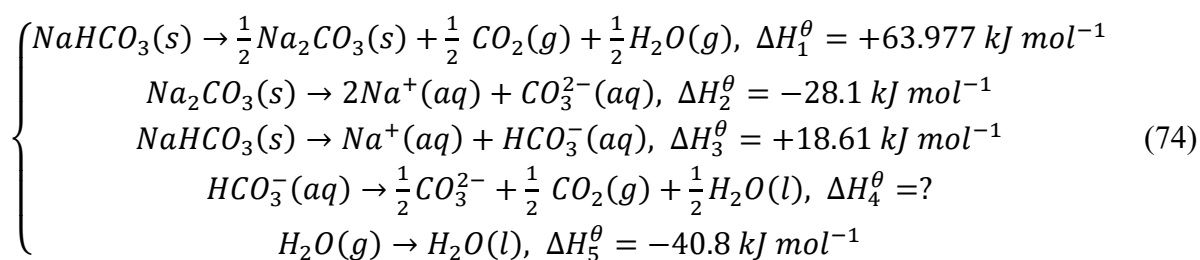 NaHCO₃(s) → ½Na₂CO₃(s) + ½ CO₂(g) + ½H₂O(g), ΔH₁^θ = +63.977 kJ mol⁻¹
Na₂CO₃(s) → 2Na⁺(aq) + CO₃²⁻(aq), ΔH₂^θ = −28.1 kJ mol⁻¹
NaHCO₃(s) → Na⁺(aq) + HCO₃⁻(aq), ΔH₃^θ = +18.61 kJ mol⁻¹ (74)
HCO₃⁻(aq) → ½CO₃²⁻ + ½ CO₂(g) + ½H₂O(l), ΔH₄^θ =?
H₂O(g) → H₂O(l), ΔH₅^θ = −40.8 kJ mol⁻¹